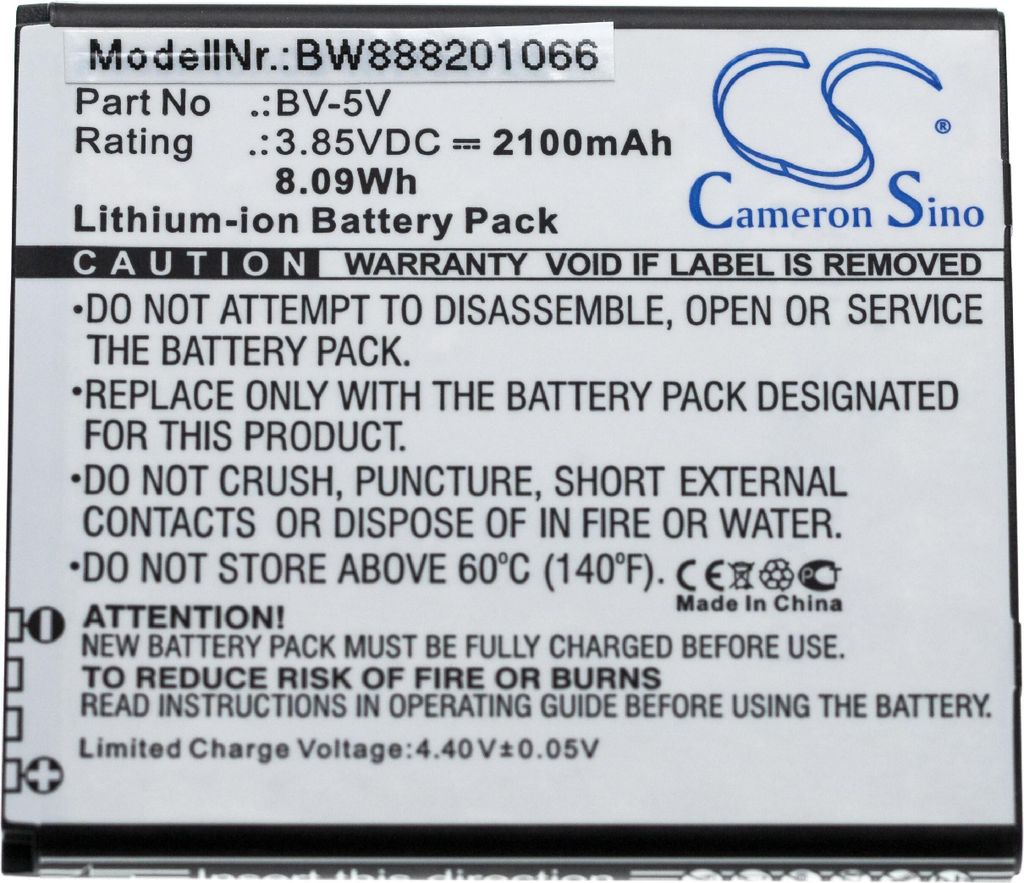 ModellNr.:BW888201066
Part No .:BV-5V
Rating .:3.85VDC ⎓ 2100mAh
8.09Wh
Lithium-ion Battery Pack
CS ®
Cameron Sino
CAUTION WARRANTY VOID IF LABEL IS REMOVED
•DO NOT ATTEMPT TO DISASSEMBLE, OPEN OR SERVICE
THE BATTERY PACK.
•REPLACE ONLY WITH THE BATTERY PACK DESIGNATED
FOR THIS PRODUCT.
•DO NOT CRUSH, PUNCTURE, SHORT EXTERNAL
CONTACTS OR DISPOSE OF IN FIRE OR WATER.
•DO NOT STORE ABOVE 60°C (140°F). CE
Made In China
ATTENTION!
NEW BATTERY PACK MUST BE FULLY CHARGED BEFORE USE.
TO REDUCE RISK OF FIRE OR BURNS
READ INSTRUCTIONS IN OPERATING GUIDE BEFORE USING THE BATTERY.
Limited Charge Voltage:4.40V±0.05V
Insert this direction